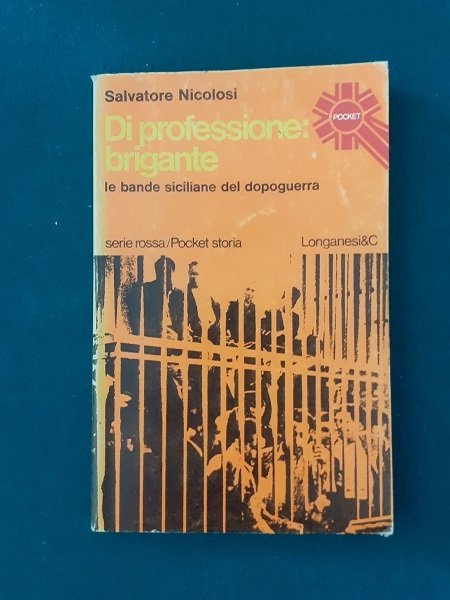 Salvatore Nicolosi
POCKET
Di professione:
brigante
le bande siciliane del dopoguerra
serie rossa/Pocket storia
Longanesi&C